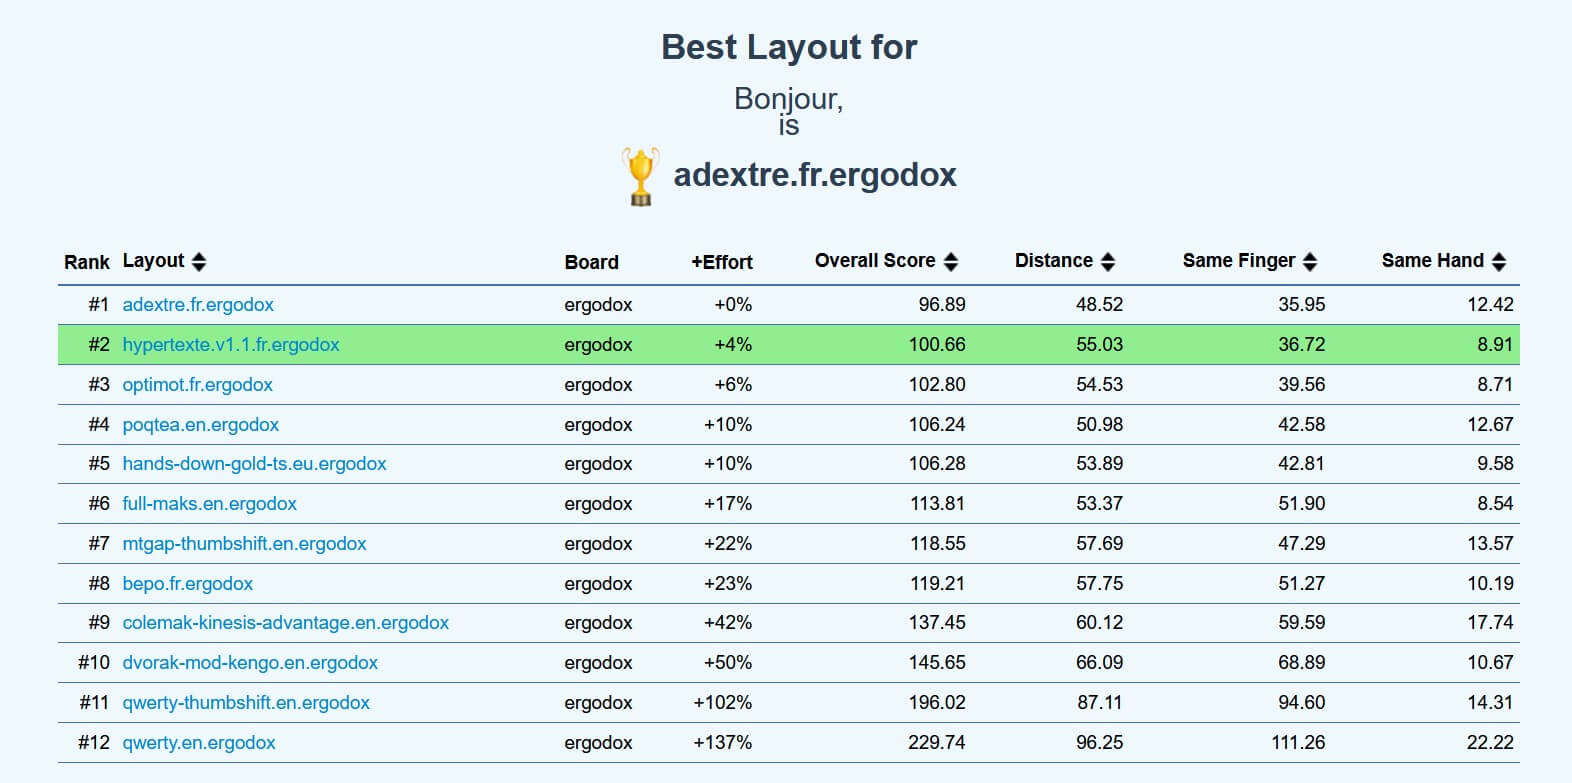 Best Layout for
Bonjour,
is
adextre.fr.ergodox
Rank Layout Board +Effort Overall Score Distance Same Finger Same Hand
#1 adextre.fr.ergodox ergodox +0% 96.89 48.52 35.95 12.42
#2 hypertexte.v1.1.fr.ergodox ergodox +4% 100.66 55.03 36.72 8.91
#3 optimot.fr.ergodox ergodox +6% 102.80 54.53 39.56 8.71
#4 poqtea.en.ergodox ergodox +10% 106.24 50.98 42.58 12.67
#5 hands-down-gold-ts.eu.ergodox ergodox +10% 106.28 53.89 42.81 9.58
#6 full-maks.en.ergodox ergodox +17% 113.81 53.37 51.90 8.54
#7 mtgap-thumbshift.en.ergodox ergodox +22% 118.55 57.69 47.29 13.57
#8 bepo.fr.ergodox ergodox +23% 119.21 57.75 51.27 10.19
#9 colemak-kinesis-advantage.en.ergodox ergodox +42% 137.45 60.12 59.59 17.74
#10 dvorak-mod-kengo.en.ergodox ergodox +50% 145.65 66.09 68.89 10.67
#11 qwerty-thumbshift.en.ergodox ergodox +102% 196.02 87.11 94.60 14.31
#12 qwerty.en.ergodox ergodox +137% 229.74 96.25 111.26 22.22